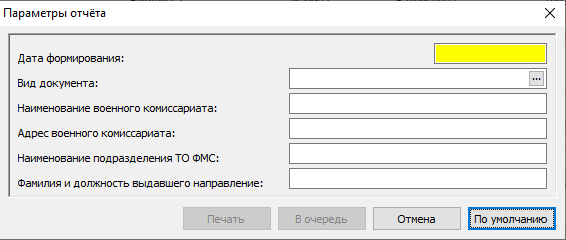 Параметры отчёта
Дата формирования:
Вид документа:
...
Наименование военного комиссариата:
Адрес военного комиссариата:
Наименование подразделения ТО ФМС:
Фамилия и должность выдавшего направление:
Печать
В очередь
Отмена
По умолчанию